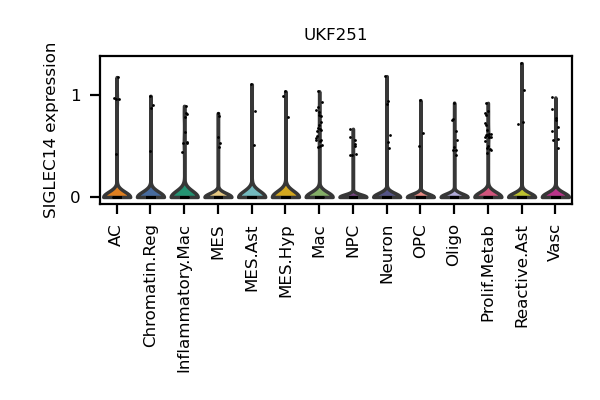 UKF251
SIGLEC14 expression
1
0
AC
Chromatin.Reg
Inflammatory.Mac
MES
MES.Ast
MES.Hyp
Mac
NPC
Neuron
OPC
Oligo
Prolif.Metab
Reactive.Ast
Vasc